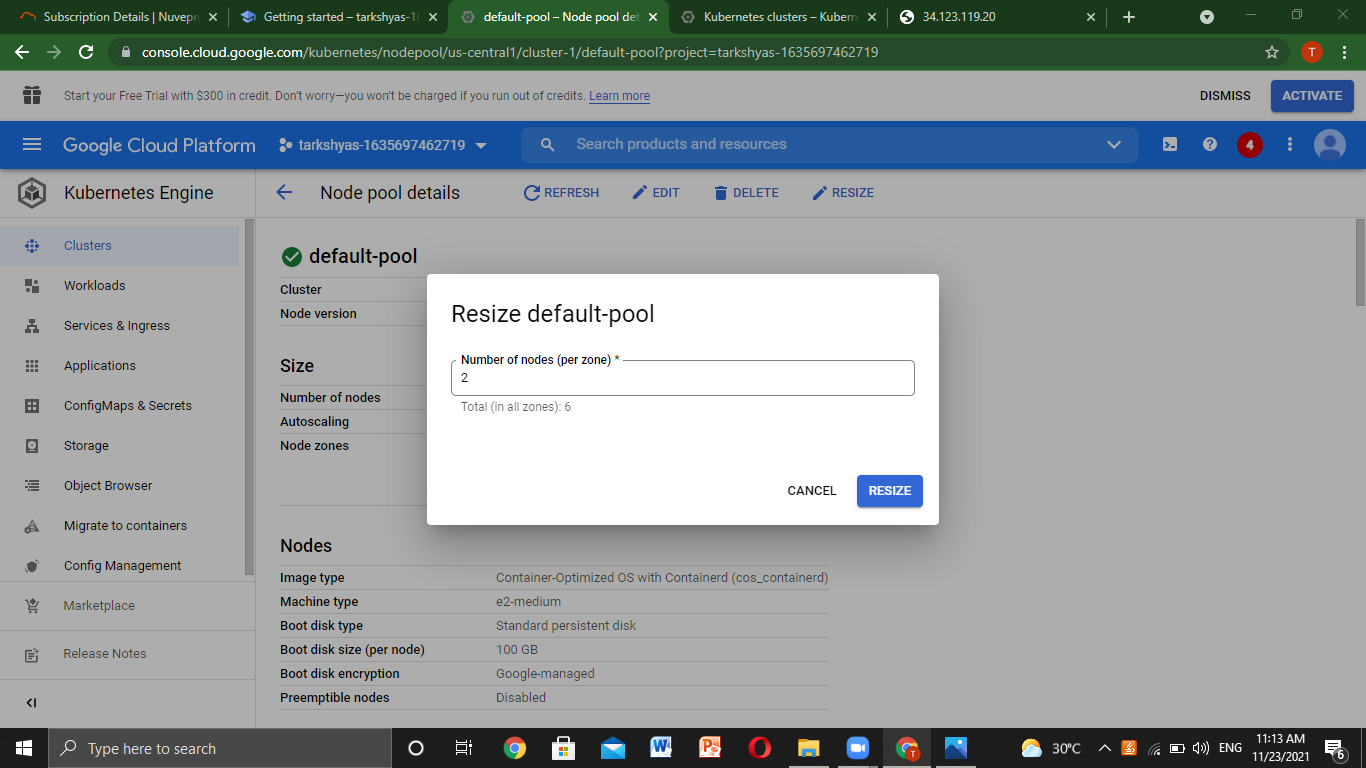 Subscription Details | Nuvepro
Getting started – tarkshyas-16
default-pool – Node pool det
Kubernetes clusters – Kubern
34.123.119.20
console.cloud.google.com/kubernetes/nodepool/us-central1/cluster-1/default-pool?project=tarkshyas-1635697462719
T
Start your Free Trial with $300 in credit. Don't worry—you won't be charged if you run out of credits. Learn more
DISMISS
ACTIVATE
Google Cloud Platform
tarkshyas-1635697462719
Search products and resources
4
Kubernetes Engine
Node pool details
REFRESH
EDIT
DELETE
RESIZE
Clusters
Workloads
Services & Ingress
Applications
ConfigMaps & Secrets
Storage
Object Browser
Migrate to containers
Config Management
Marketplace
Release Notes
default-pool
Cluster
Node version
Size
Number of nodes
Autoscaling
Node zones
Resize default-pool
Number of nodes (per zone) *
2
Total (in all zones): 6
CANCEL
RESIZE
Nodes
Image type Container-Optimized OS with Containerd (cos_containerd)
Machine type e2-medium
Boot disk type Standard persistent disk
Boot disk size (per node) 100 GB
Boot disk encryption Google-managed
Preemptible nodes Disabled
Type here to search
30°C
ENG
11:13 AM
11/23/2021
6